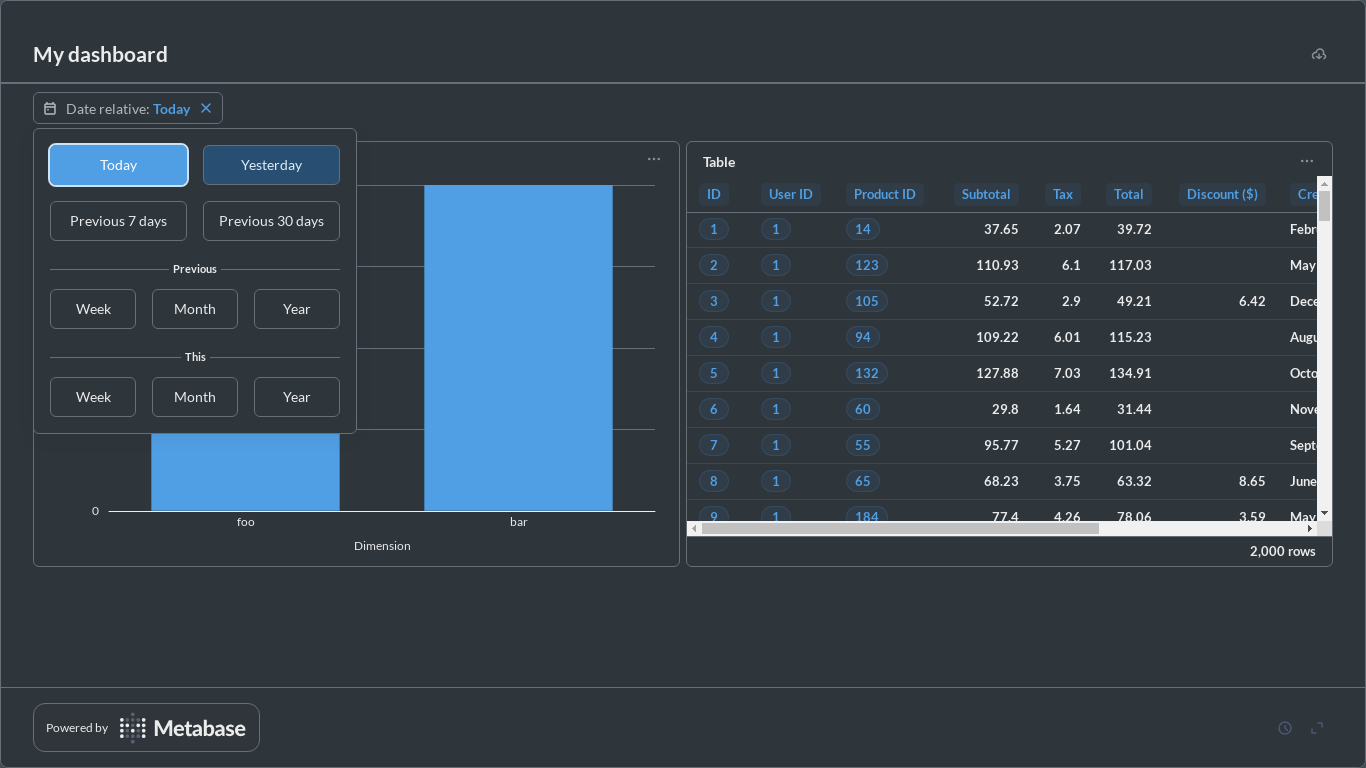 My dashboard
Date relative: Today
Today Yesterday
Previous 7 days Previous 30 days
Previous
Week Month Year
This
Week Month Year
0
foo bar
Dimension
Table
ID User ID Product ID Subtotal Tax Total Discount ($) Cre
1 1 14 37.65 2.07 39.72 Febr
2 1 123 110.93 6.1 117.03 May
3 1 105 52.72 2.9 49.21 6.42 Dece
4 1 94 109.22 6.01 115.23 Augu
5 1 132 127.88 7.03 134.91 Octo
6 1 60 29.8 1.64 31.44 Nove
7 1 55 95.77 5.27 101.04 Sept
8 1 65 68.23 3.75 63.32 8.65 June
9 1 184 77.4 4.26 78.06 3.59 May
2,000 rows
Powered by Metabase